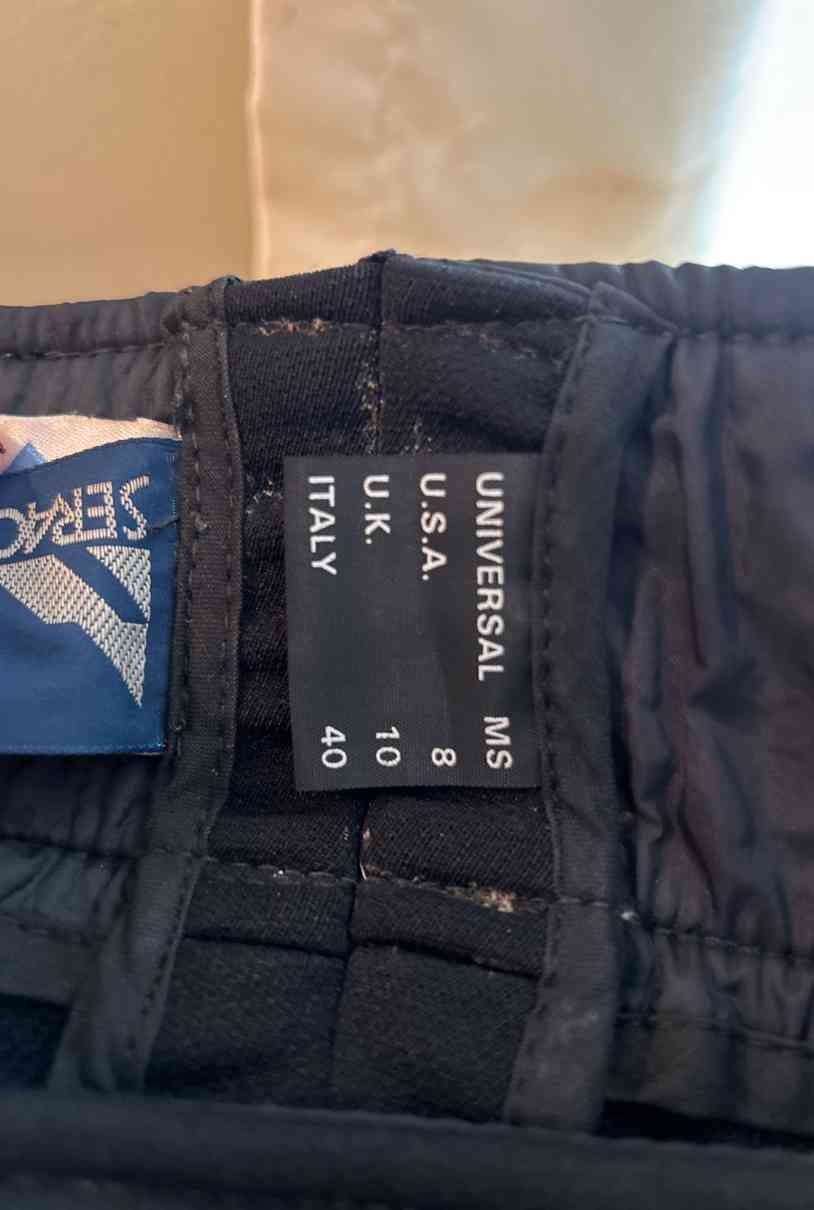 UNIVERSAL MS
U.S.A. 8
U.K. 10
ITALY 40